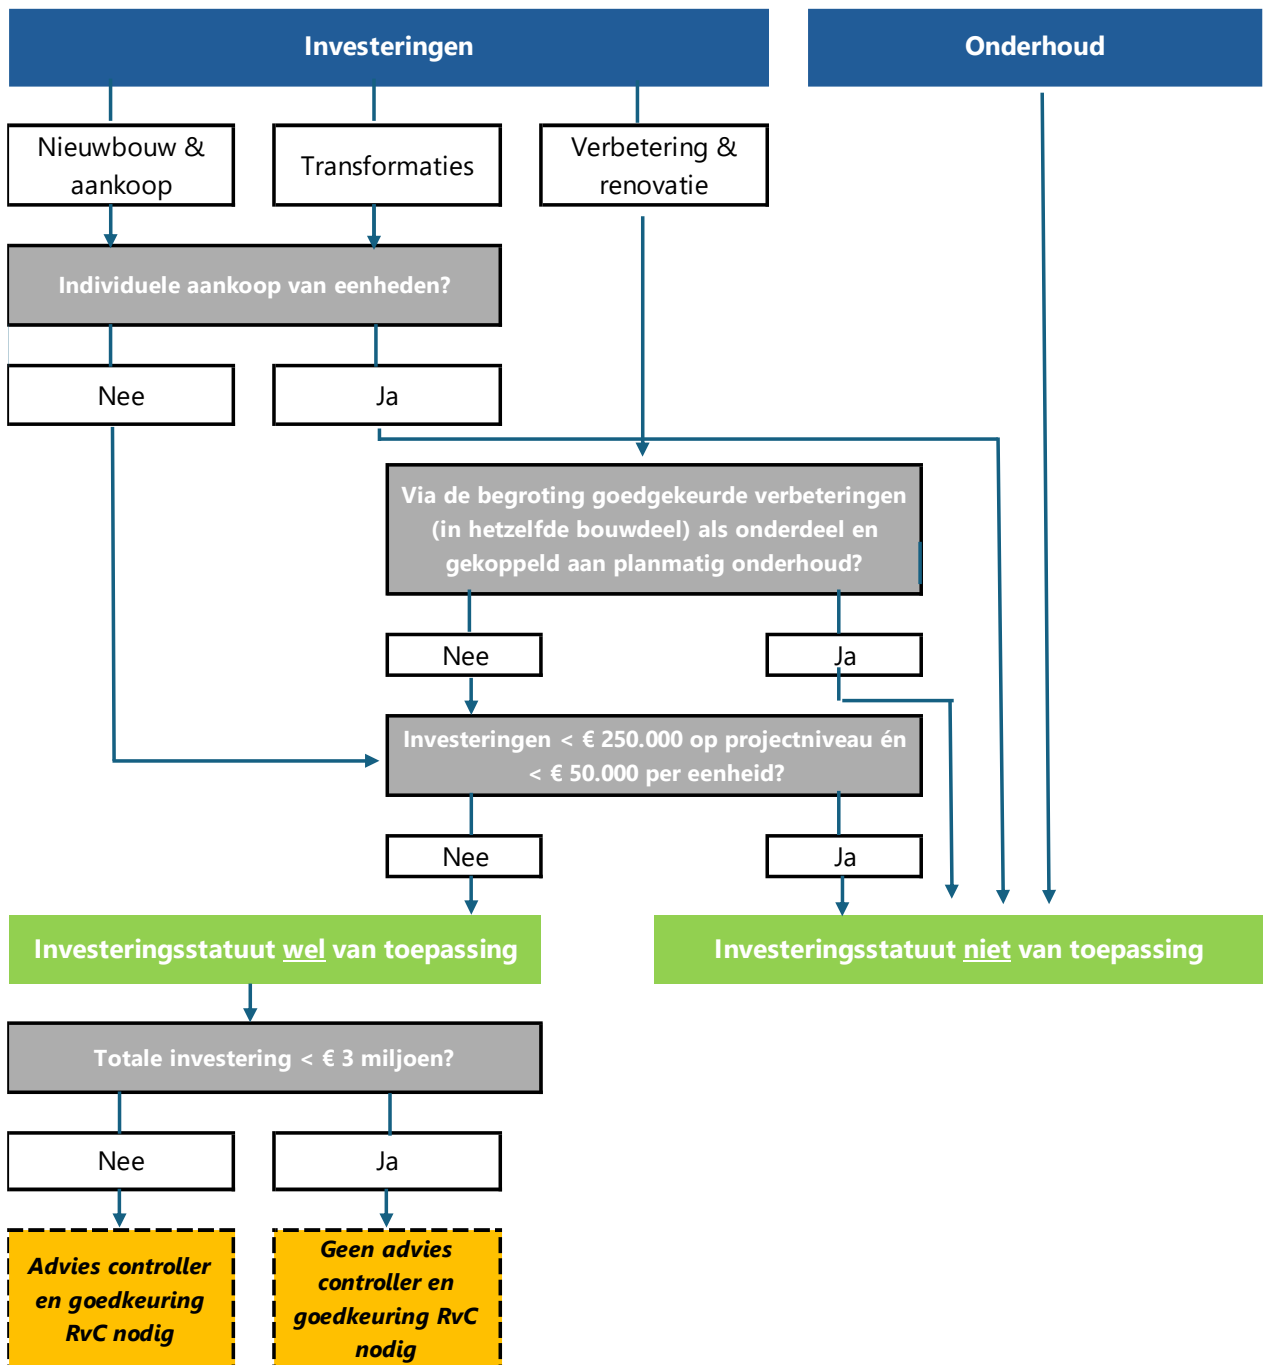 Investeringen
Onderhoud
Nieuwbouw &
aankoop
Transformaties
Verbetering &
renovatie
Individuele aankoop van eenheden?
Nee
Ja
Via de begroting goedgekeurde verbeteringen
(in hetzelfde bouwdeel) als onderdeel en
gekoppeld aan planmatig onderhoud?
Nee
Ja
Investeringen < € 250.000 op projectniveau én
< € 50.000 per eenheid?
Nee
Ja
Investeringsstatuut wel van toepassing
Investeringsstatuut niet van toepassing
Totale investering < € 3 miljoen?
Nee
Ja
Advies controller
en goedkeuring
RvC nodig
Geen advies
controller en
goedkeuring RvC
nodig